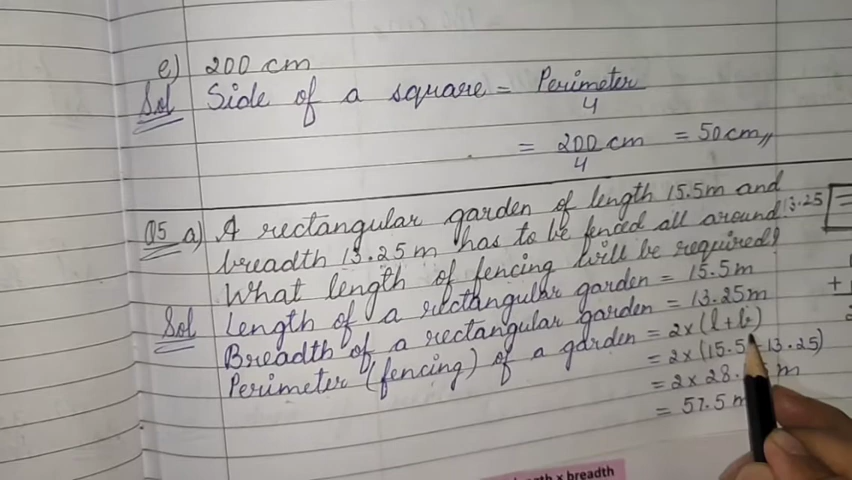 e) 200 cm
Sol Side of a square = Perimeter
4
= 200 cm = 50 cm
4
Q5 a) A rectangular garden of length 15.5m and
breadth 13.25 m has to be fenced all around.
What length of fencing will be required?
Sol Length of a rectangular garden = 15.5m
Breadth of a rectangular garden = 13.25m
Perimeter (fencing) of a garden = 2x (l+b)
= 2x (15.5+13.25)
= 2x 28. m
= 57.5 m
13.25
+
x breadth